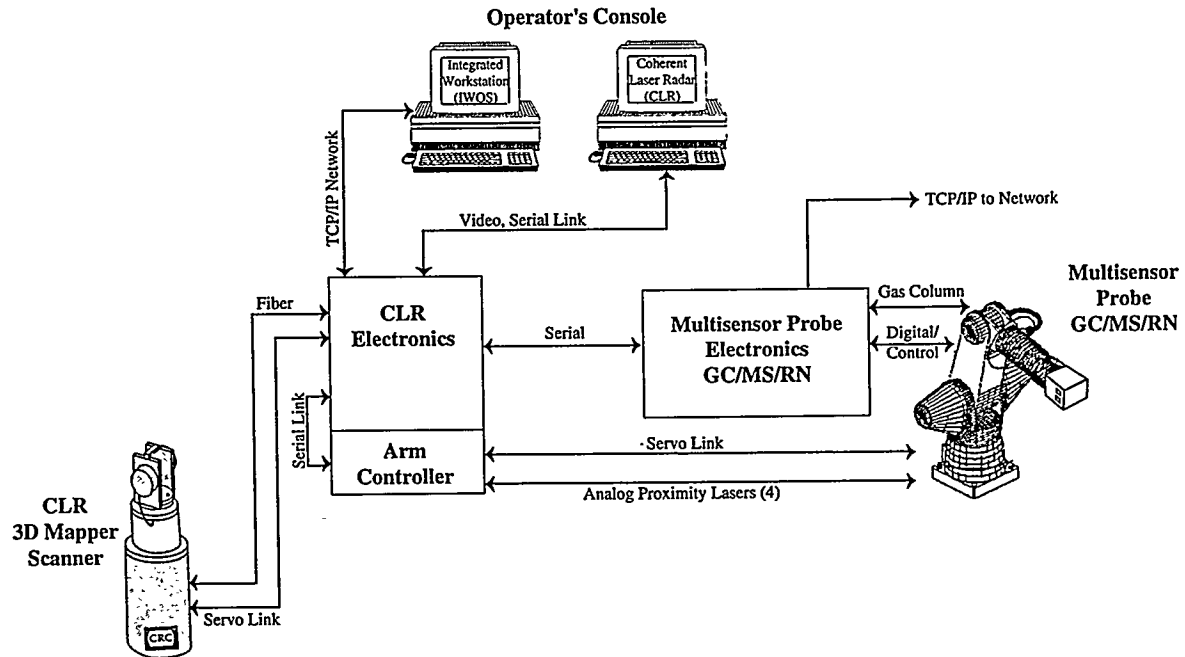 Operator's Console
Integrated
Workstation
(IWOS)
Coherent
Laser Radar
(CLR)
TCP/IP Network
Video, Serial Link
TCP/IP to Network
Fiber
CLR
Electronics
Serial
Multisensor Probe
Electronics
GC/MS/RN
Gas Column
Digital/
Control
Multisensor
Probe
GC/MS/RN
Serial Link
Arm
Controller
Servo Link
Analog Proximity Lasers (4)
CLR
3D Mapper
Scanner
Servo Link
CRC